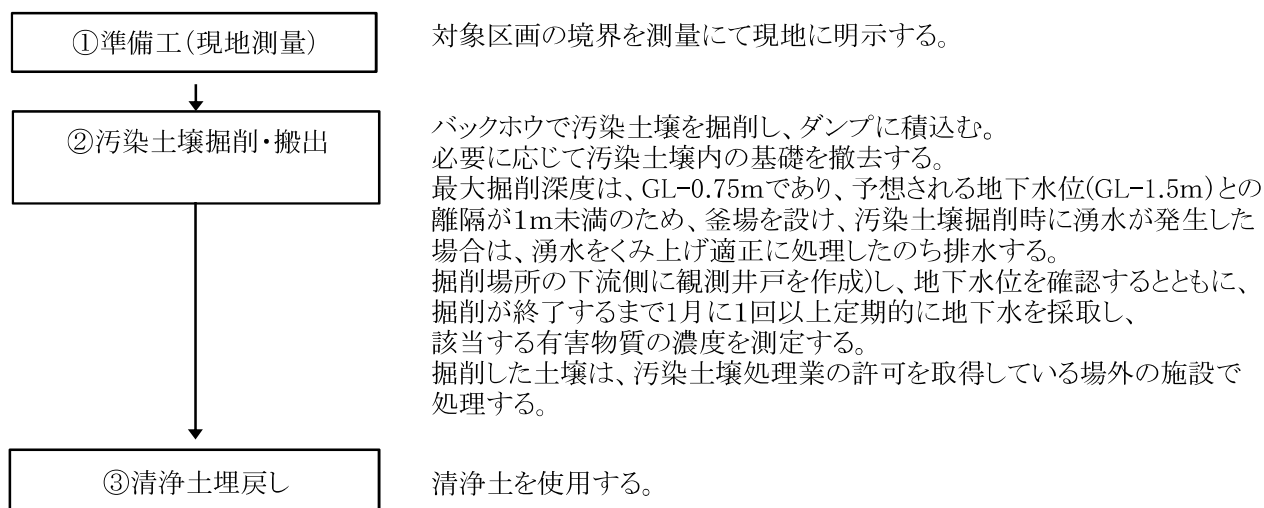 ①準備工(現地測量)
対象区画の境界を測量にて現地に明示する。
②汚染土壌掘削・搬出
バックホウで汚染土壌を掘削し、ダンプに積込む。
必要に応じて汚染土壌内の基礎を撤去する。
最大掘削深度は、GL-0.75mであり、予想される地下水位(GL-1.5m)との
離隔が1m未満のため、釜場を設け、汚染土壌掘削時に湧水が発生した
場合は、湧水をくみ上げ適正に処理したのち排水する。
掘削場所の下流側に観測井戸を作成)し、地下水位を確認するとともに、
掘削が終了するまで1月に1回以上定期的に地下水を採取し、
該当する有害物質の濃度を測定する。
掘削した土壌は、汚染土壌処理業の許可を取得している場外の施設で
処理する。
③清浄土埋戻し
清浄土を使用する。